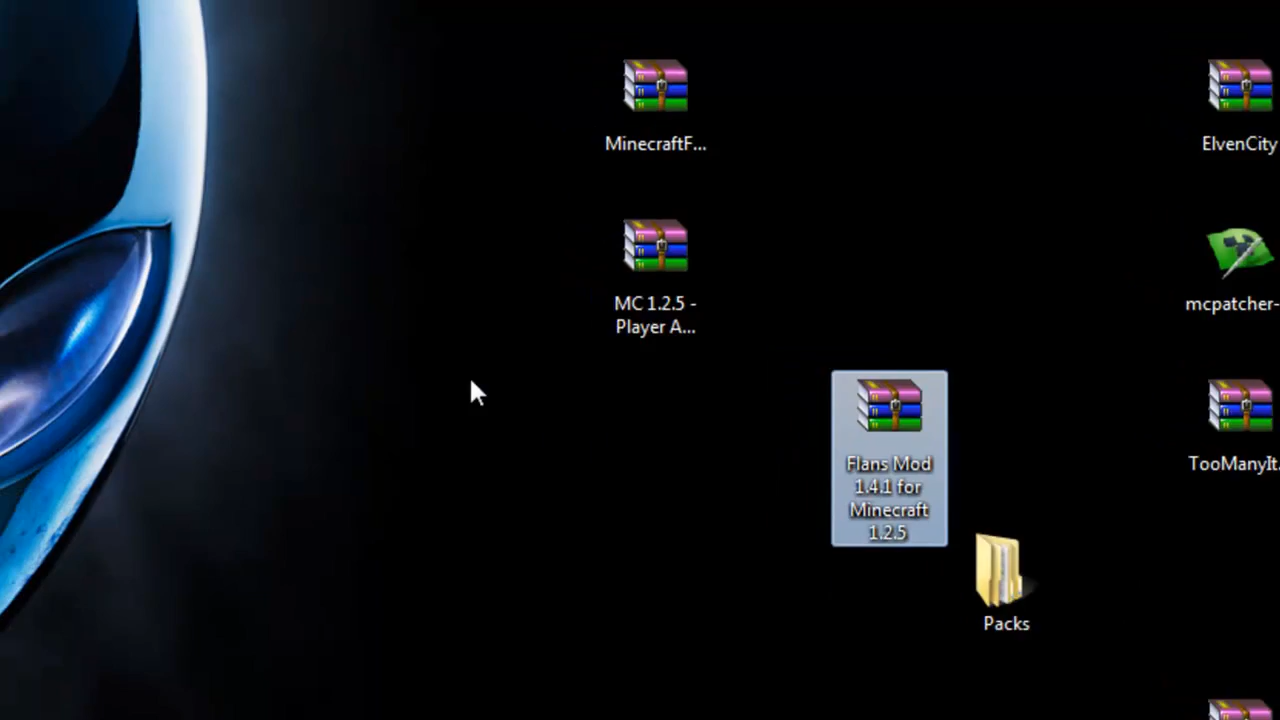 MinecraftF...
ElvenCity
MC 1.2.5 -
Player A...
mcpatcher-
Flans Mod
1.4.1 for
Minecraft
1.2.5
TooManyIt.
Packs